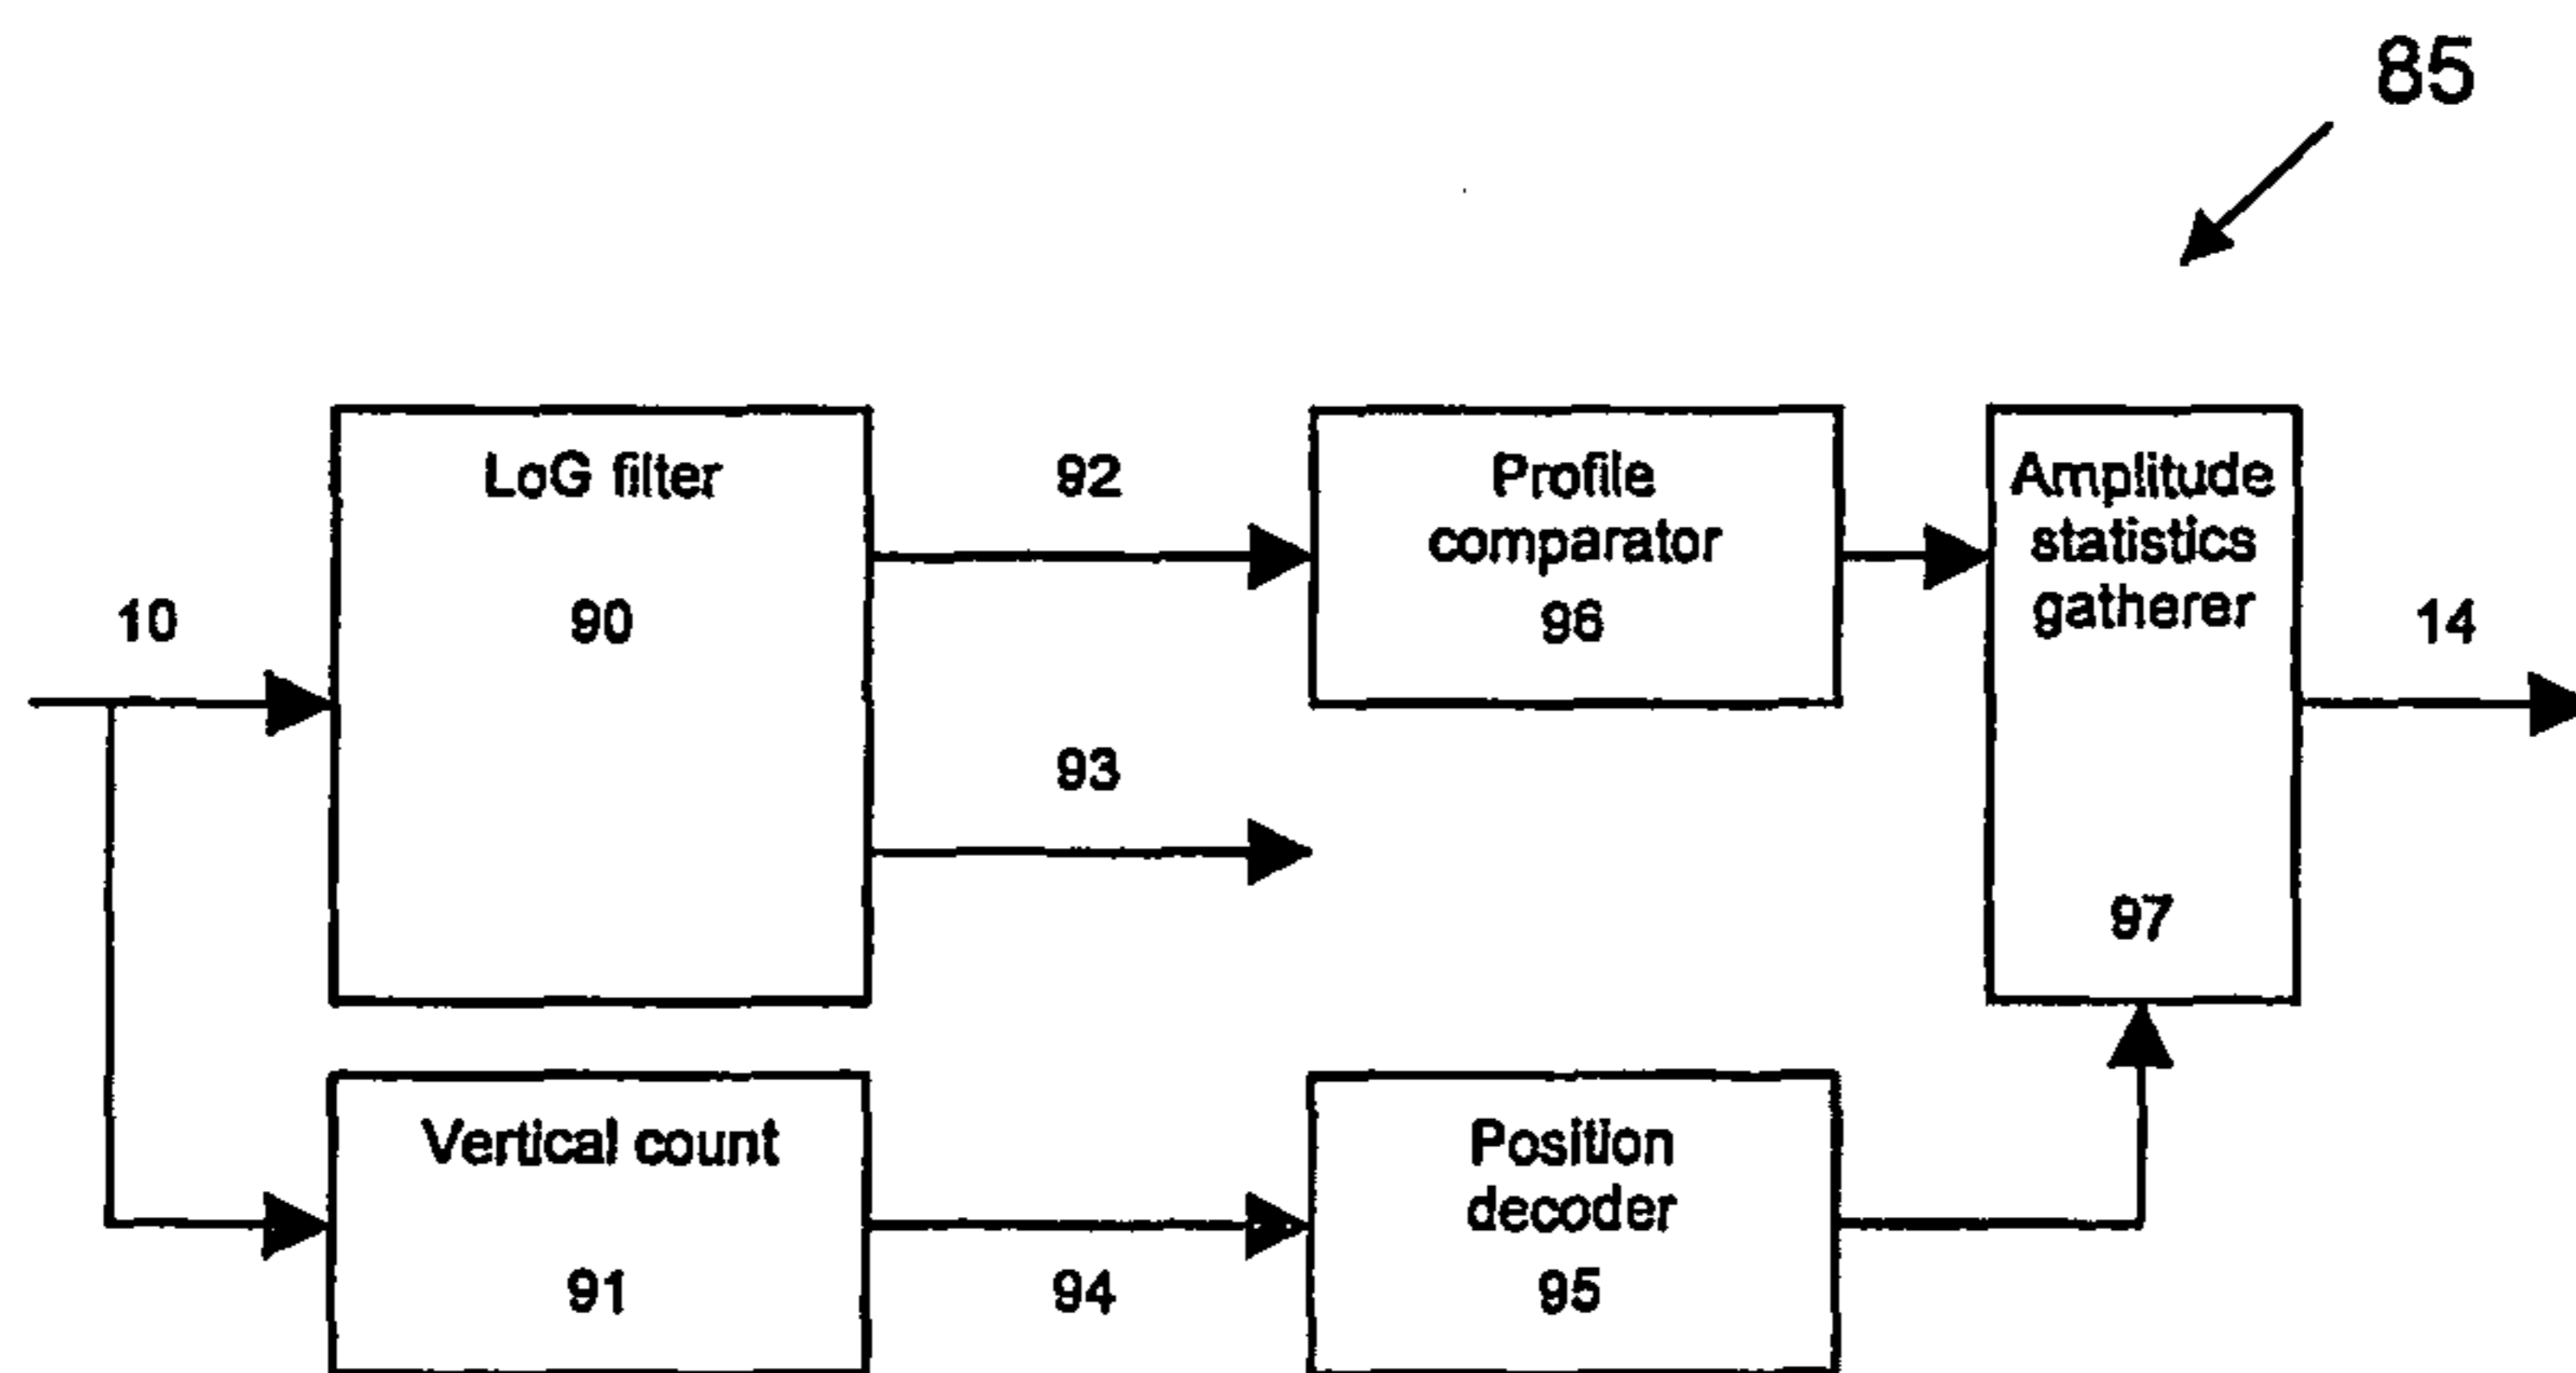 85
LoG filter
90
92
Profile
comparator
96
Amplitude
statistics
gatherer
97
10
14
93
Vertical count
91
94
Position
decoder
95